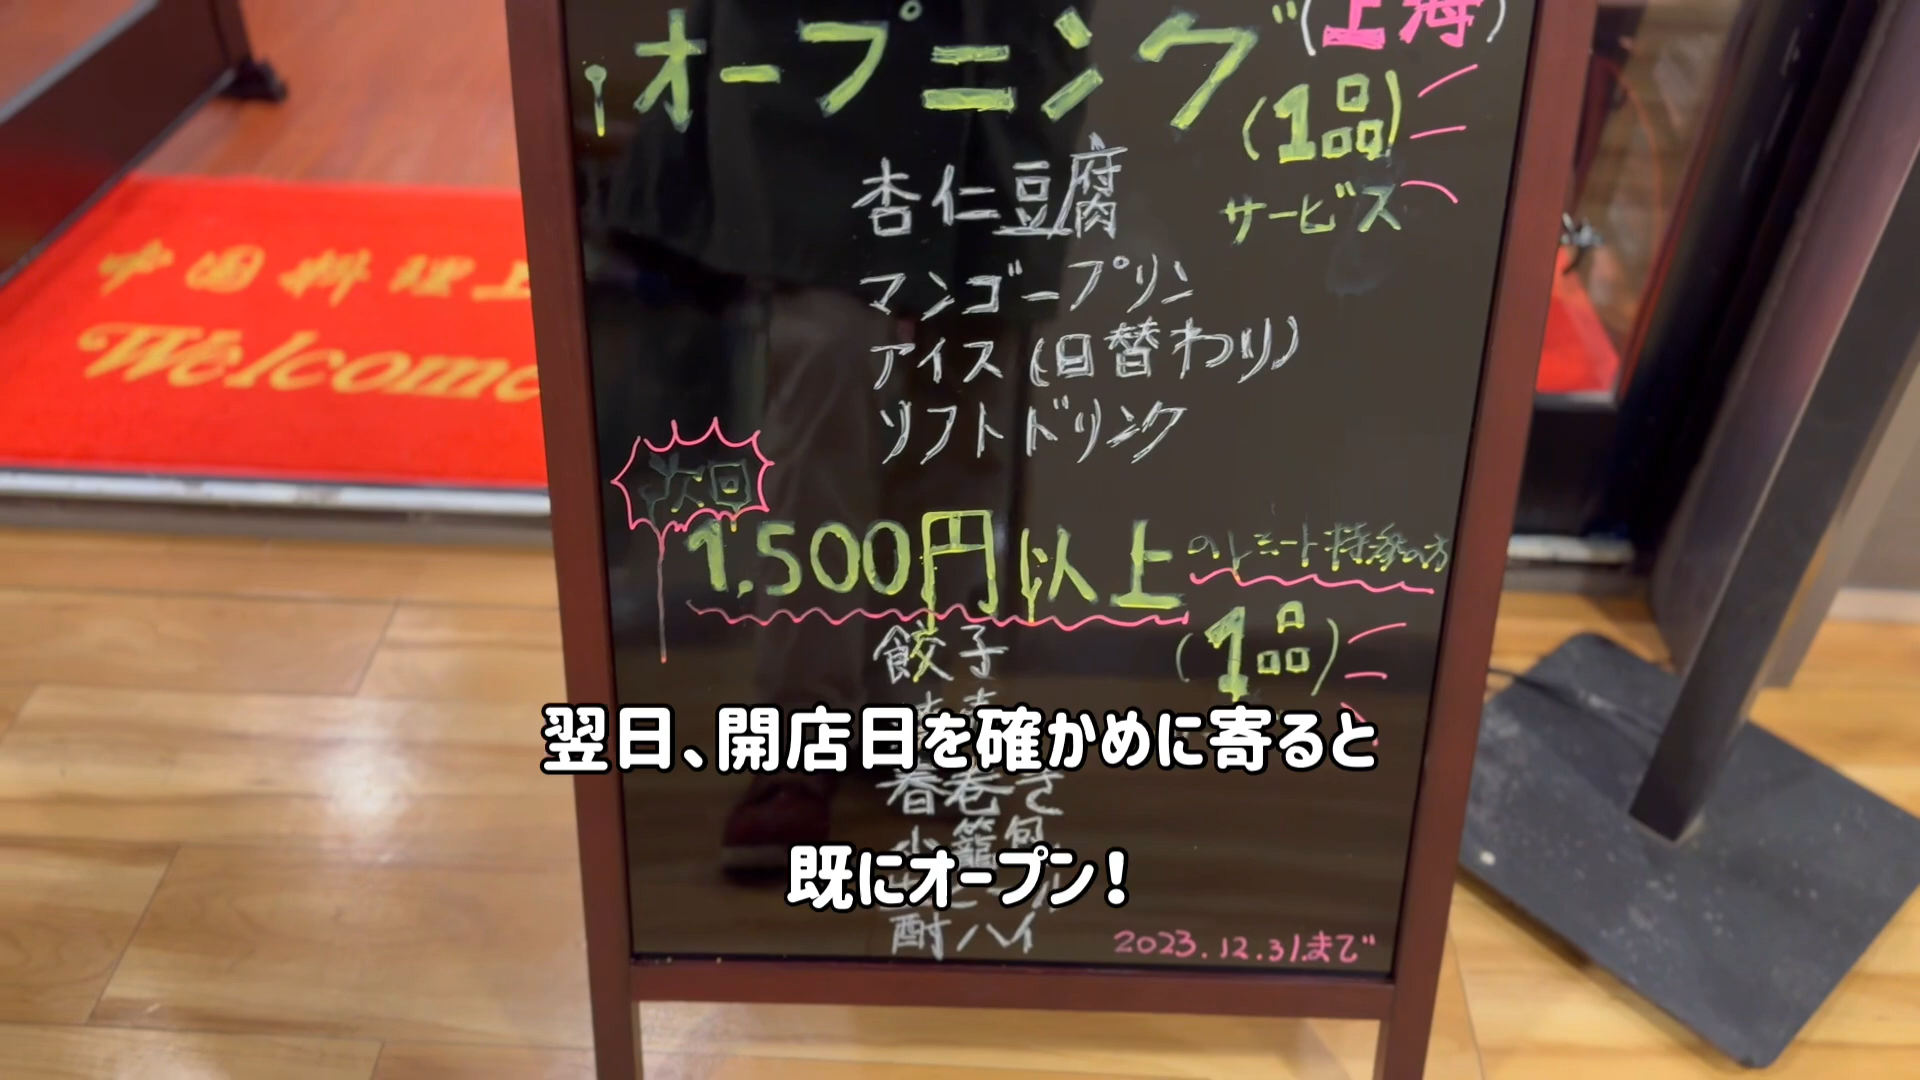 オープニング (上海)
(1品)
サービス
杏仁豆腐
マンゴープリン
アイス(日替わり)
ソフトドリンク
次回
1.500円以上のレシート持参の方
(1品)
餃子
春巻き
小籠包
酎ハイ
2023.12.31.まで
中国料理上
Welcome
翌日、開店日を確かめに寄ると
既にオープン!